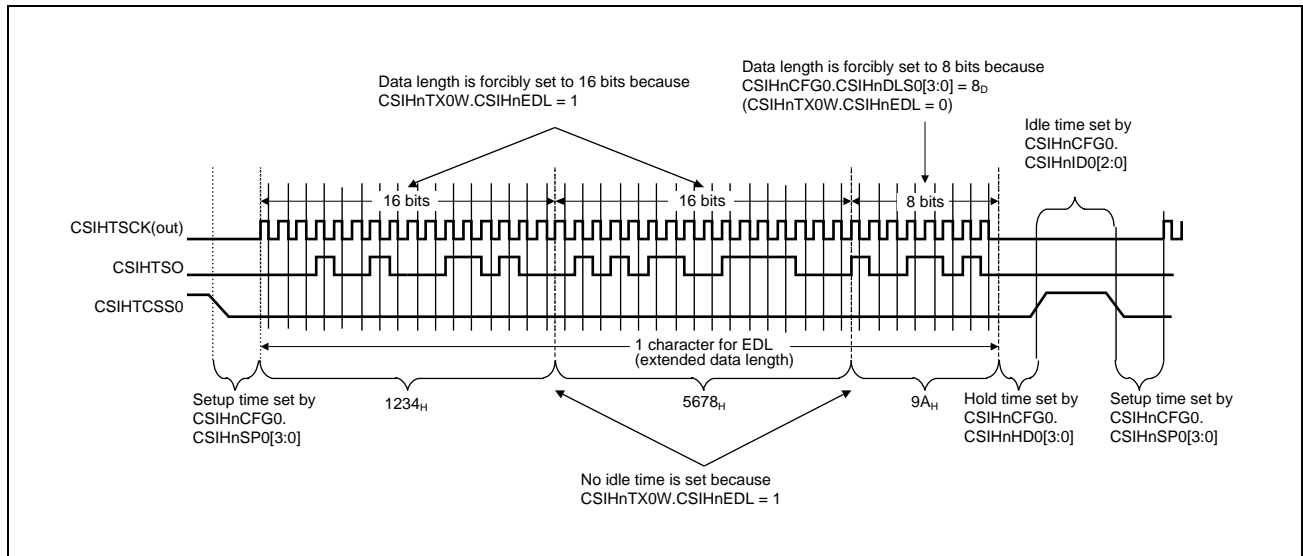 Data length is forcibly set to 16 bits because
CSIHnTX0W.CSIHnEDL = 1
Data length is forcibly set to 8 bits because
CSIHnCFG0.CSIHnDLS0[3:0] = 8D
(CSIHnTX0W.CSIHnEDL = 0)
Idle time set by
CSIHnCFG0.
CSIHnID0[2:0]
16 bits
16 bits
8 bits
CSIHTSCK(out)
CSIHTSO
CSIHTCSS0
1 character for EDL
(extended data length)
Setup time set by
CSIHnCFG0.
CSIHnSP0[3:0]
1234H
5678H
9AH
Hold time set by
CSIHnCFG0.
CSIHnHD0[3:0]
Setup time set by
CSIHnCFG0.
CSIHnSP0[3:0]
No idle time is set because
CSIHnTX0W.CSIHnEDL = 1